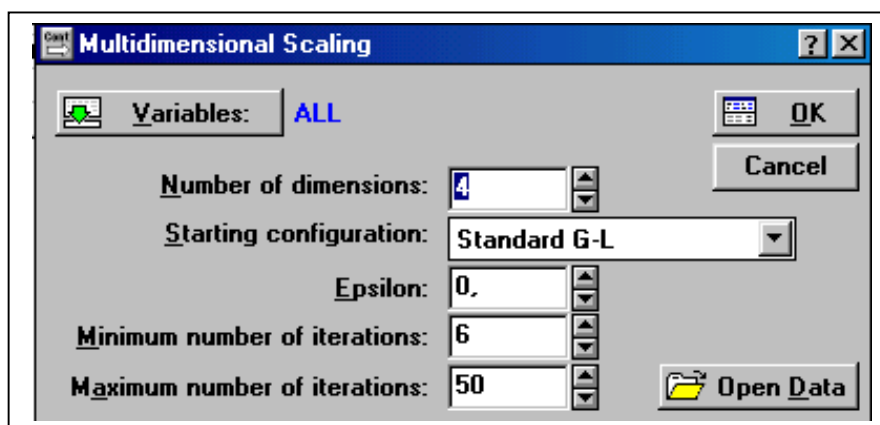 Multidimensional Scaling
Variables: ALL
OK
Cancel
Number of dimensions: 4
Starting configuration: Standard G-L
Epsilon: 0,
Minimum number of iterations: 6
Maximum number of iterations: 50
Open Data